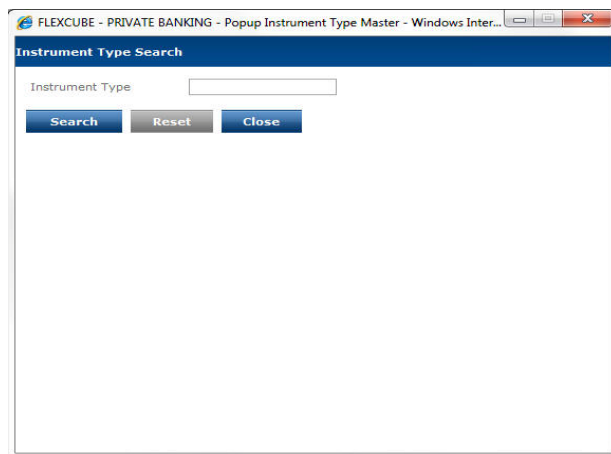 FLEXCUBE - PRIVATE BANKING - Popup Instrument Type Master - Windows Inter...
Instrument Type Search
Instrument Type
Search Reset Close